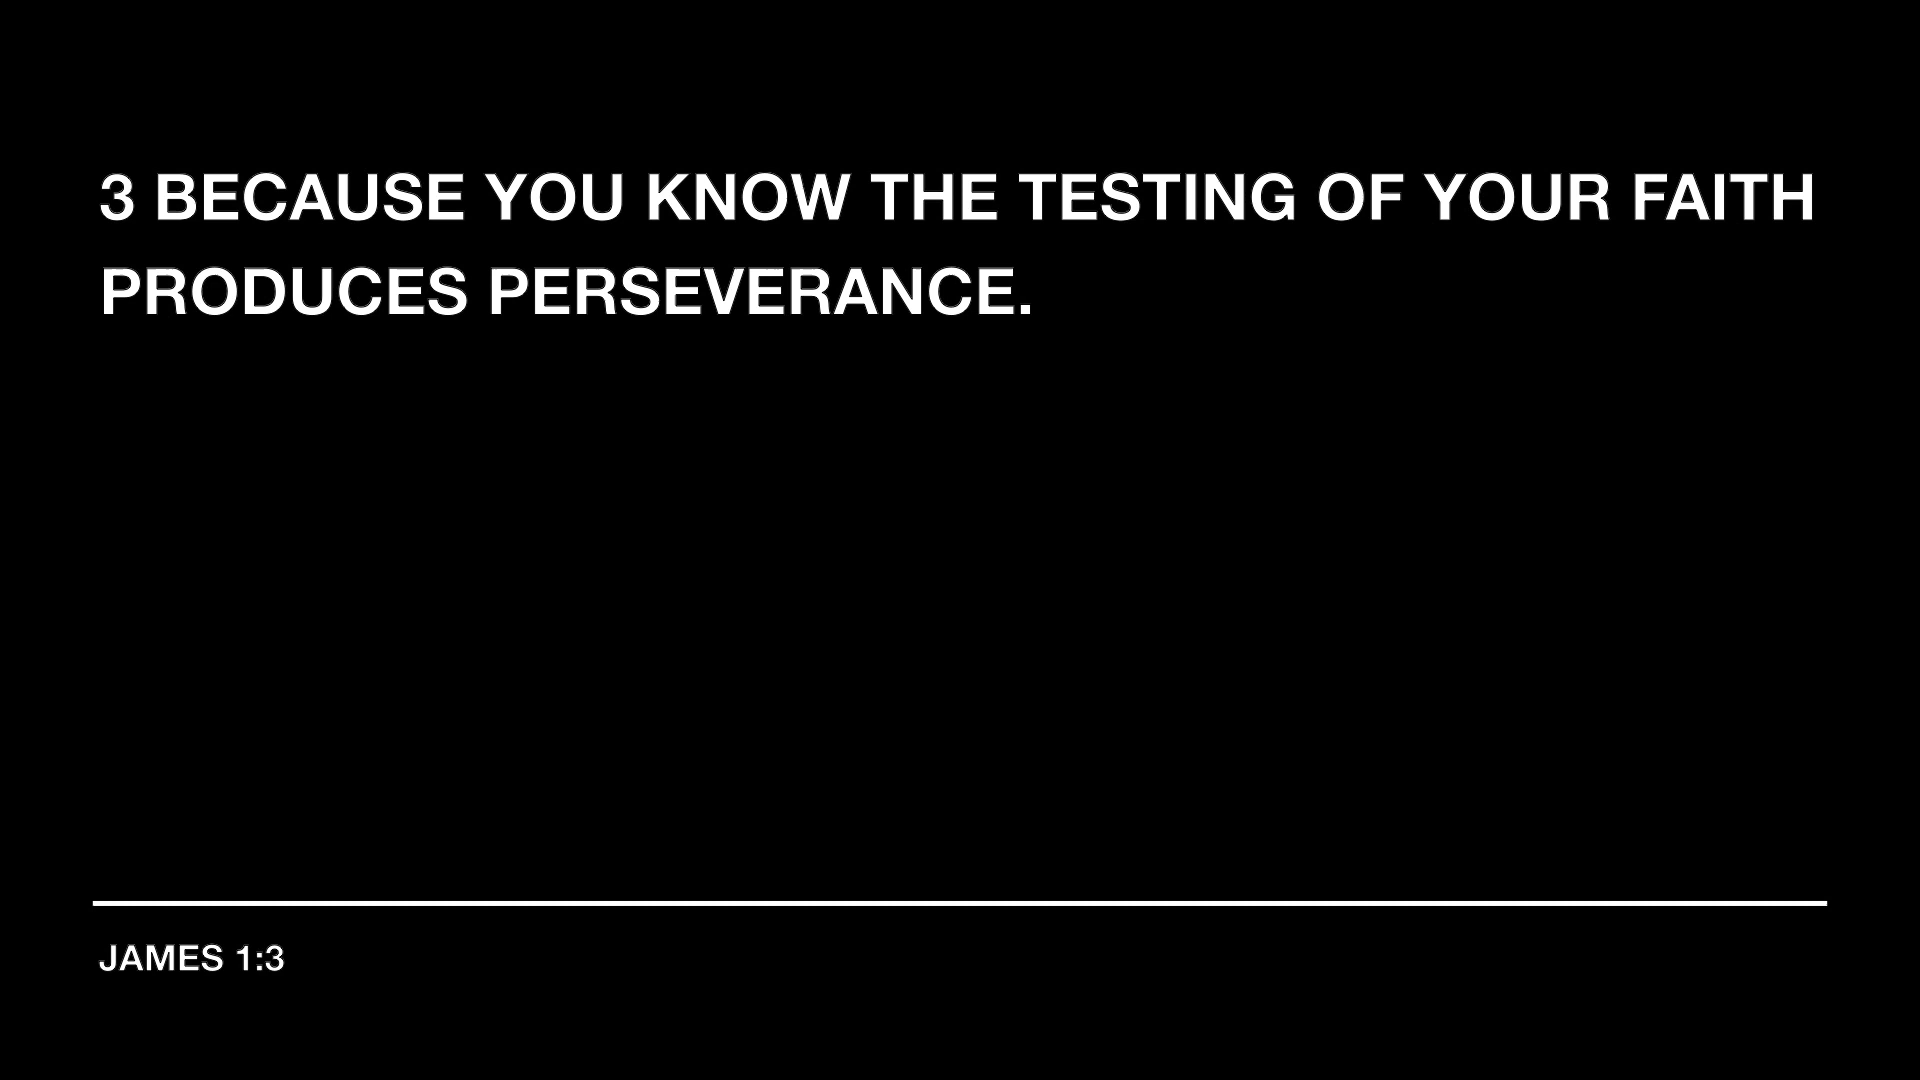 3 BECAUSE YOU KNOW THE TESTING OF YOUR FAITH
PRODUCES PERSEVERANCE.
JAMES 1:3